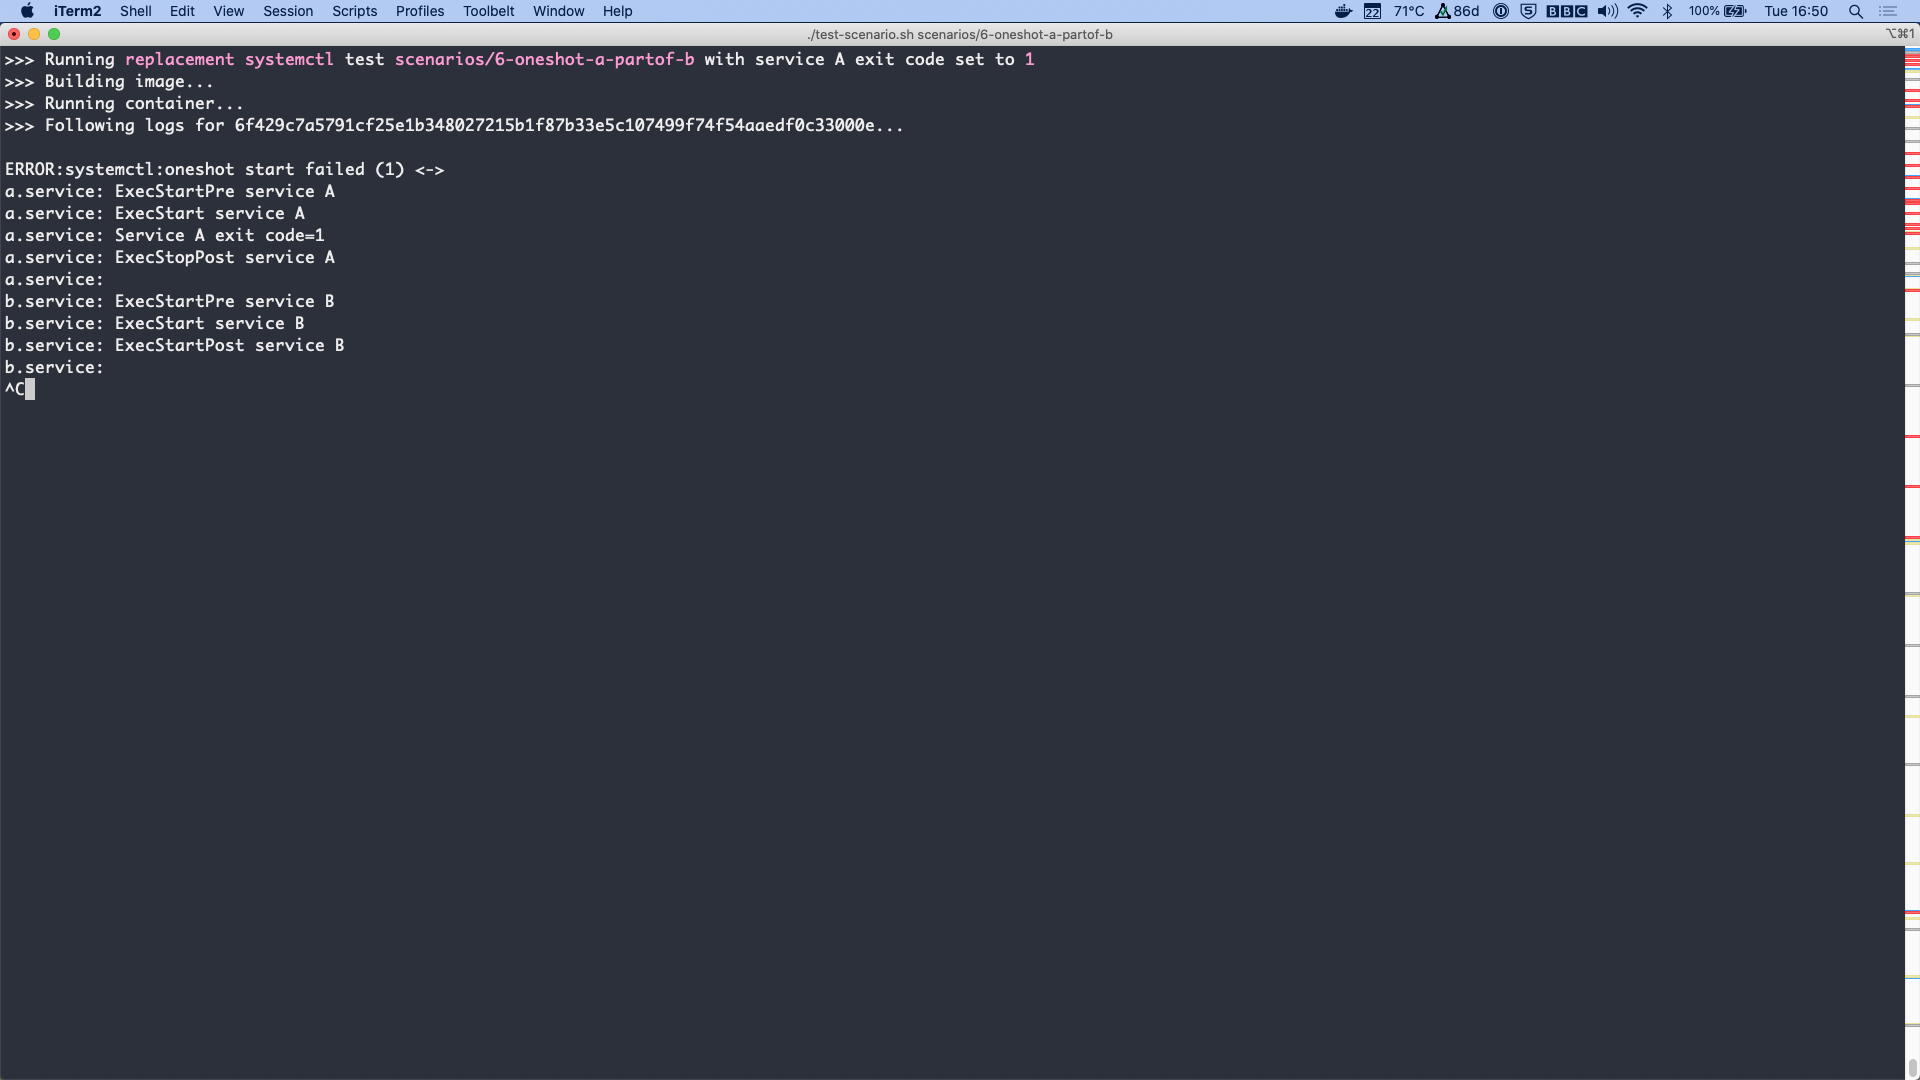 iTerm2 Shell Edit View Session Scripts Profiles Toolbelt Window Help 22 71°C 86d BBC 100% Tue 16:50
./test-scenario.sh scenarios/6-oneshot-a-partof-b ⌥⌘1
>>> Running replacement systemctl test scenarios/6-oneshot-a-partof-b with service A exit code set to 1
>>> Building image...
>>> Running container...
>>> Following logs for 6f429c7a5791cf25e1b348027215b1f87b33e5c107499f74f54aaedf0c33000e...
ERROR:systemctl:oneshot start failed (1) <->
a.service: ExecStartPre service A
a.service: ExecStart service A
a.service: Service A exit code=1
a.service: ExecStopPost service A
a.service:
b.service: ExecStartPre service B
b.service: ExecStart service B
b.service: ExecStartPost service B
b.service:
^C